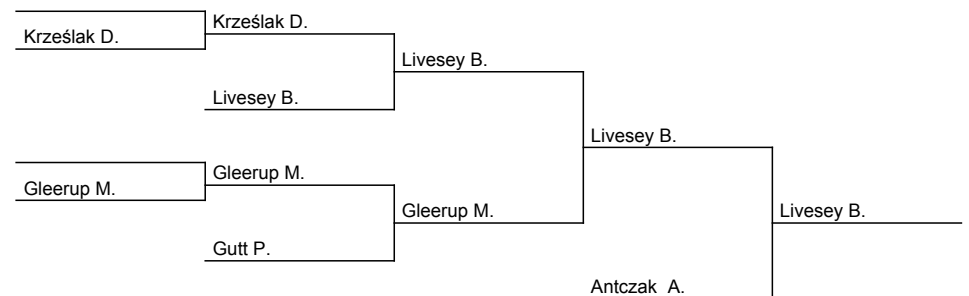 Krześlak D.
Krześlak D.
Livesey B.
Livesey B.
Livesey B.
Gleerup M.
Gleerup M.
Gleerup M.
Livesey B.
Gutt P.
Antczak A.